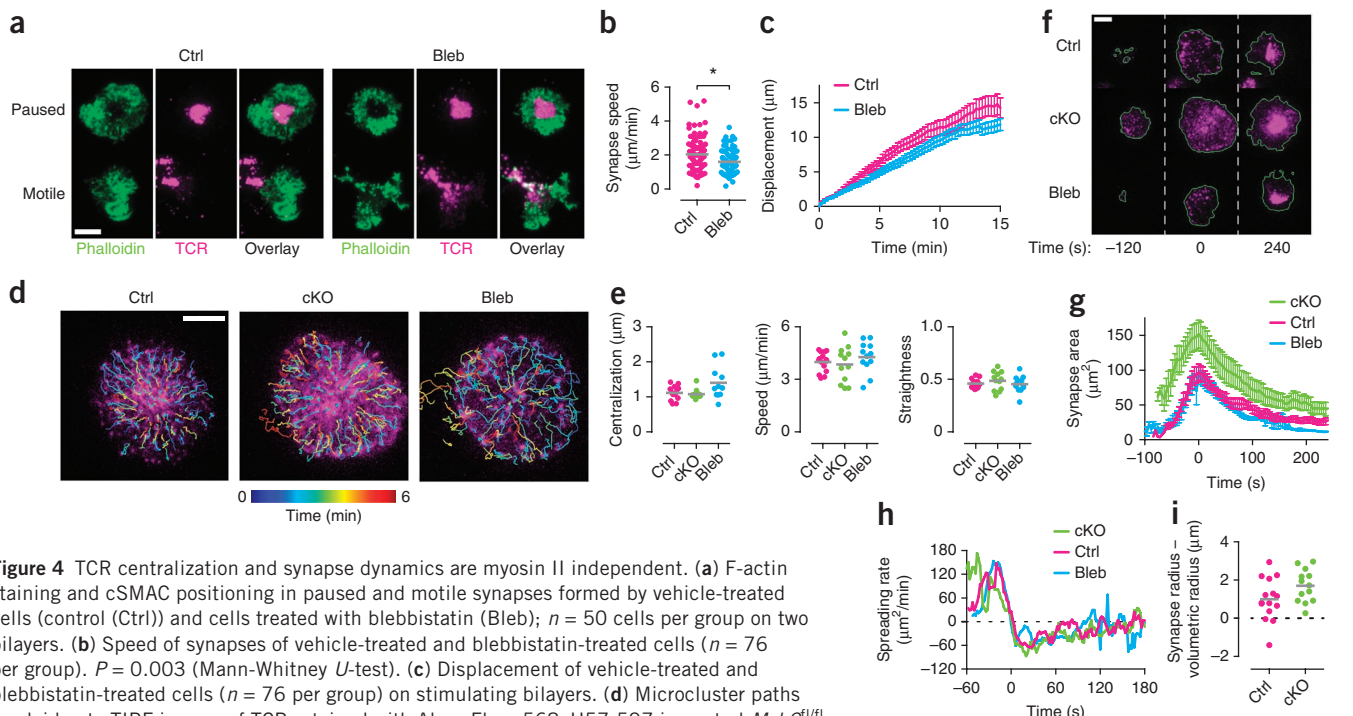 a
Ctrl
Bleb
Paused
Motile
Phalloidin TCR Overlay Phalloidin TCR Overlay
b
*
Synapse speed
(μm/min)
6
4
2
0
Ctrl
Bleb
c
Ctrl
Bleb
Displacement (μm)
15
10
5
0
0 5 10 15
Time (min)
f
Ctrl
cKO
Bleb
Time (s): –120 0 240
d
Ctrl cKO Bleb
0 6
Time (min)
e
Centralization (μm)
3
2
1
0
Ctrl
cKO
Bleb
Speed (μm/min)
6
3
0
Ctrl
cKO
Bleb
Straightness
1.0
0.5
0
Ctrl
cKO
Bleb
g
cKO
Ctrl
Bleb
Synapse area
(μm²)
150
100
50
0
–100 0 100 200
Time (s)
h
cKO
Ctrl
Bleb
Spreading rate
(μm²/min)
180
120
60
0
–60
–120
–60 0 60 120 180
Time (s)
i
Synapse radius –
volumetric radius (μm)
4
2
0
–2
Ctrl
cKO
Figure 4 TCR centralization and synapse dynamics are myosin II independent. (a) F-actin
staining and cSMAC positioning in paused and motile synapses formed by vehicle-treated
cells (control (Ctrl)) and cells treated with blebbistatin (Bleb); n = 50 cells per group on two
bilayers. (b) Speed of synapses of vehicle-treated and blebbistatin-treated cells (n = 76
per group). P = 0.003 (Mann-Whitney U-test). (c) Displacement of vehicle-treated and
blebbistatin-treated cells (n = 76 per group) on stimulating bilayers. (d) Microcluster paths